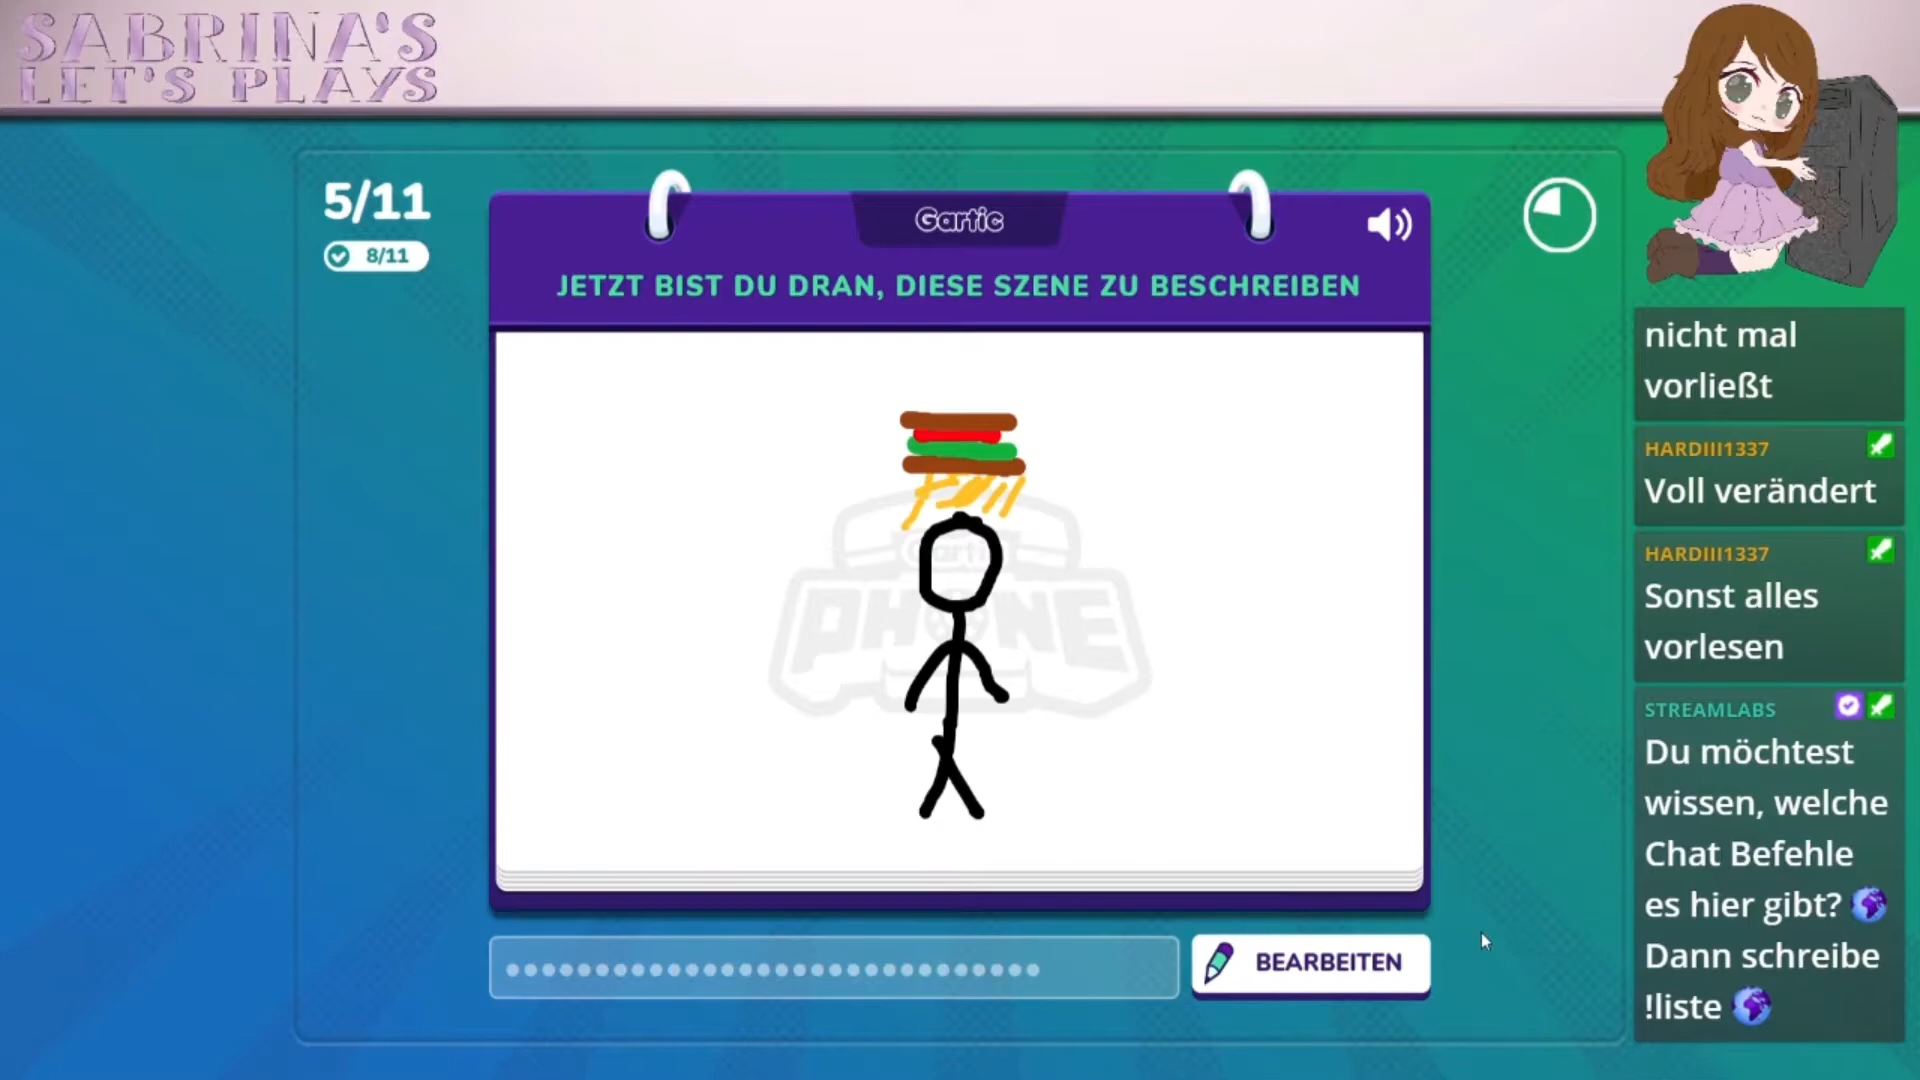 SABRINA'S
LET'S PLAYS
5/11
8/11
Gartic
JETZT BIST DU DRAN, DIESE SZENE ZU BESCHREIBEN
Gartic
PHONE
BEARBEITEN
nicht mal
vorließt
HARDIII1337
Voll verändert
HARDIII1337
Sonst alles
vorlesen
STREAMLABS
Du möchtest
wissen, welche
Chat Befehle
es hier gibt?
Dann schreibe
!liste